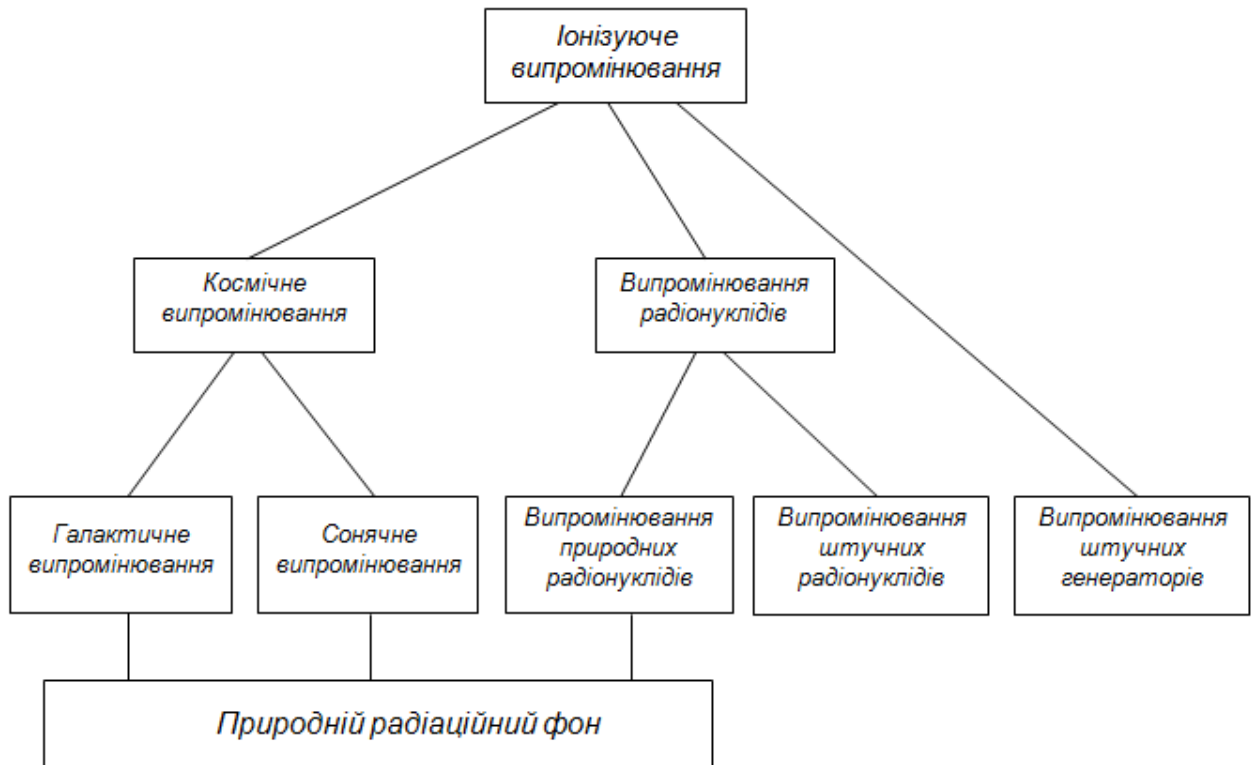 Іонізуюче
випромінювання
Космічне
випромінювання
Випромінювання
радіонуклідів
Галактичне
випромінювання
Сонячне
випромінювання
Випромінювання
природних
радіонуклідів
Випромінювання
штучних
радіонуклідів
Випромінювання
штучних
генераторів
Природній радіаційний фон